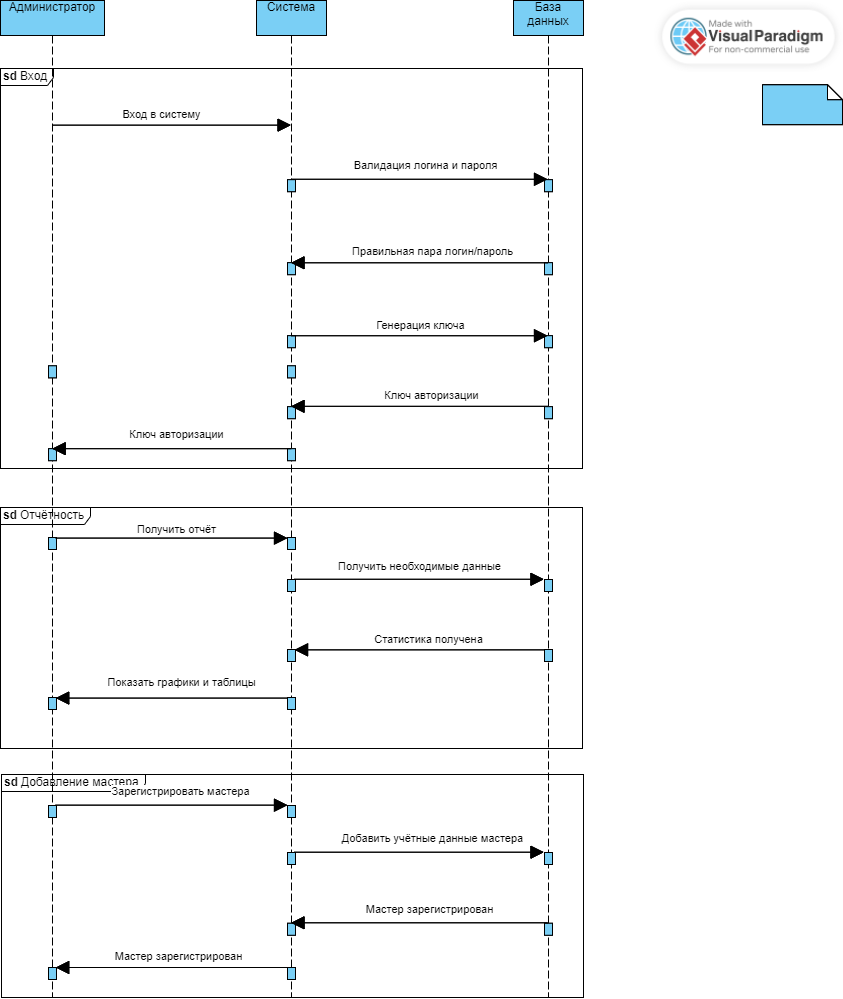 Администратор
Система
База
данных
Made with
VisualParadigm
For non-commercial use
sd Вход
Вход в систему
Валидация логина и пароля
Правильная пара логин/пароль
Генерация ключа
Ключ авторизации
Ключ авторизации
sd Отчётность
Получить отчёт
Получить необходимые данные
Статистика получена
Показать графики и таблицы
sd Добавление мастера
Зарегистрировать мастера
Добавить учётные данные мастера
Мастер зарегистрирован
Мастер зарегистрирован